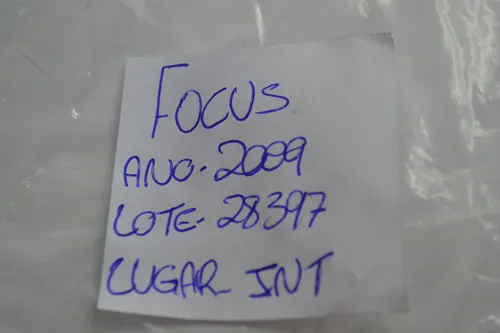 FOCUS
ANO-2009
LOTE-28397
LUGAR INT